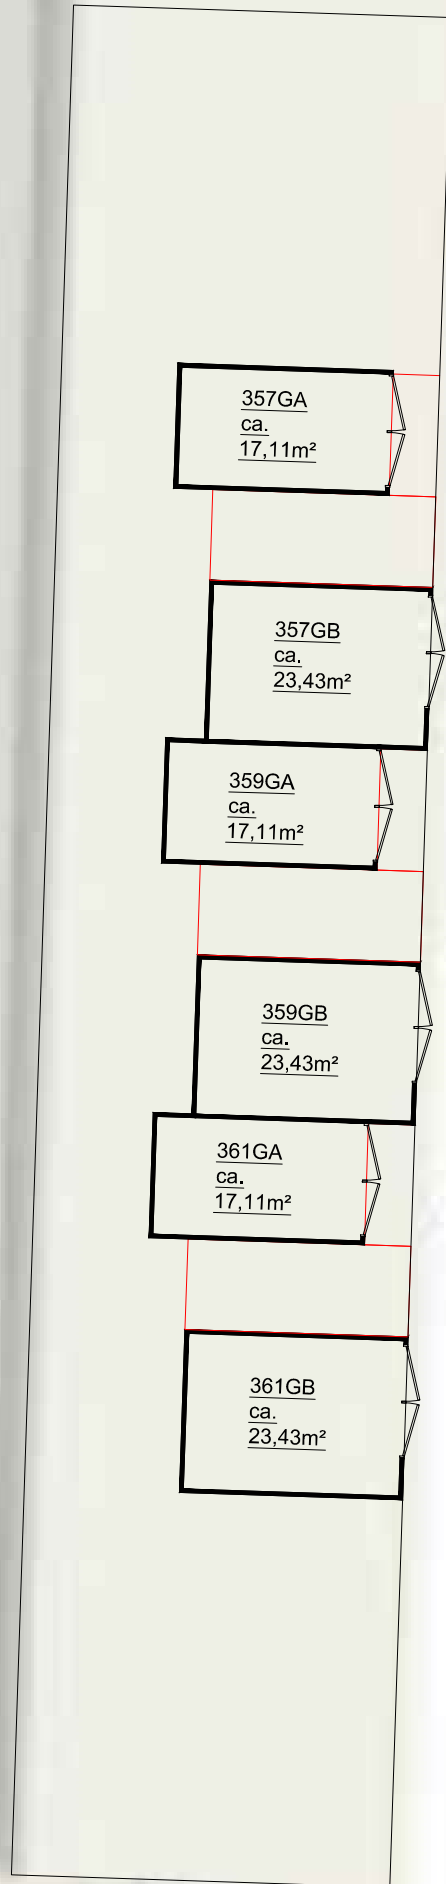 357GA
ca.
17,11m²
357GB
ca.
23,43m²
359GA
ca.
17,11m²
359GB
ca.
23,43m²
361GA
ca.
17,11m²
361GB
ca.
23,43m²